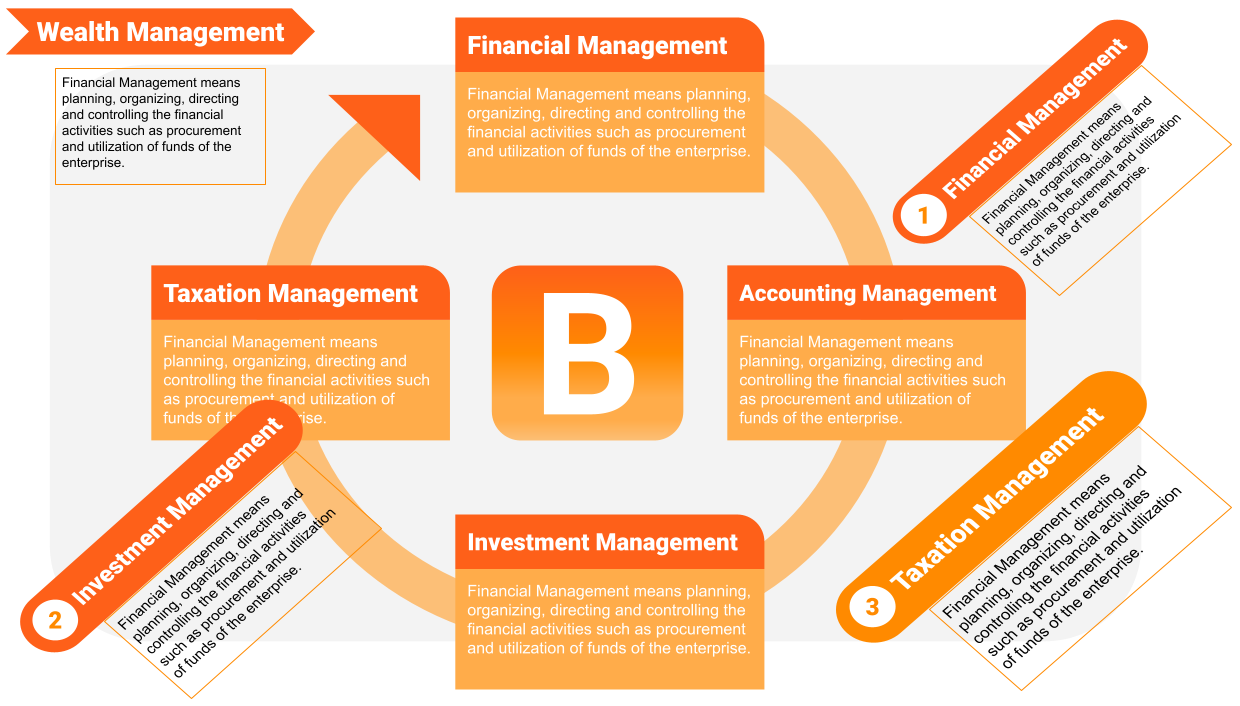 Wealth Management
Financial Management means
planning, organizing, directing
and controlling the financial
activities such as procurement
and utilization of funds of the
enterprise.
Financial Management
Financial Management means planning,
organizing, directing and controlling the
financial activities such as procurement
and utilization of funds of the enterprise.
1
Financial Management
Financial Management means
planning, organizing, directing and
controlling the financial activities
such as procurement and utilization
of funds of the enterprise.
Taxation Management
Financial Management means
planning, organizing, directing and
controlling the financial activities such
as procurement and utilization of
funds of
B
Accounting Management
Financial Management means
planning, organizing, directing and
controlling the financial activities such
as procurement and utilization of
funds of the enterprise.
2
Investment Management
Financial Management means
planning, organizing, directing and
controlling the financial activities
such as procurement and utilization
of funds of the enterprise.
Investment Management
Financial Management means planning,
organizing, directing and controlling the
financial activities such as procurement
and utilization of funds of the enterprise.
3
Taxation Management
Financial Management means
planning, organizing, directing and
controlling the financial activities
such as procurement and utilization
of funds of the enterprise.